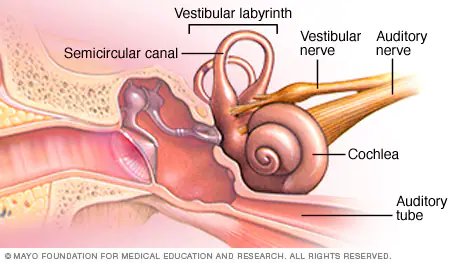 Vestibular labyrinth
Semicircular canal
Vestibular
nerve
Auditory
nerve
Cochlea
Auditory
tube
© MAYO FOUNDATION FOR MEDICAL EDUCATION AND RESEARCH. ALL RIGHTS RESERVED.